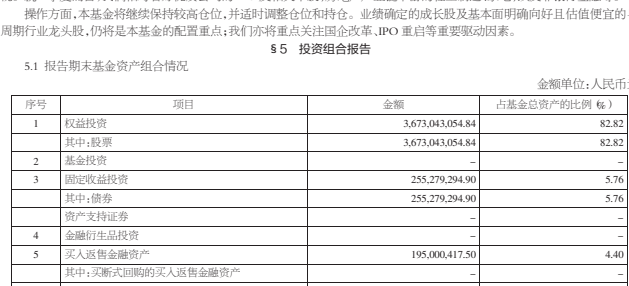 操作方面,本基金将继续保持较高仓位,并适时调整仓位和持仓。业绩确定的成长股及基本面明确向好且估值便宜的
周期行业龙头股,仍将是本基金的配置重点;我们亦将重点关注国企改革、IPO 重启等重要驱动因素。
§5 投资组合报告
5.1 报告期末基金资产组合情况
金额单位:人民币
序号 项目 金额 占基金总资产的比例(%)
1 权益投资 3,673,043,054.84 82.82
其中:股票 3,673,043,054.84 82.82
2 基金投资 – –
3 固定收益投资 255,279,294.90 5.76
其中:债券 255,279,294.90 5.76
资产支持证券 – –
4 金融衍生品投资 – –
5 买入返售金融资产 195,000,417.50 4.40
其中:买断式回购的买入返售金融资产 – –